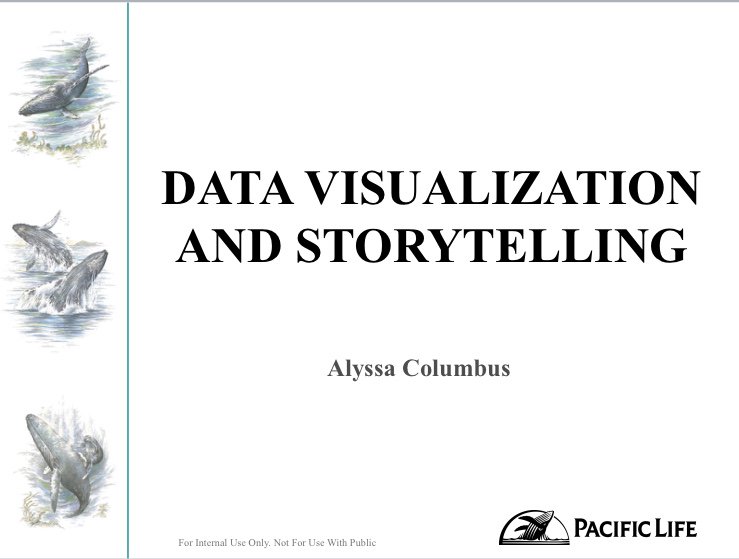 DATA VISUALIZATION
AND STORYTELLING
Alyssa Columbus
For Internal Use Only. Not For Use With Public
PACIFIC LIFE